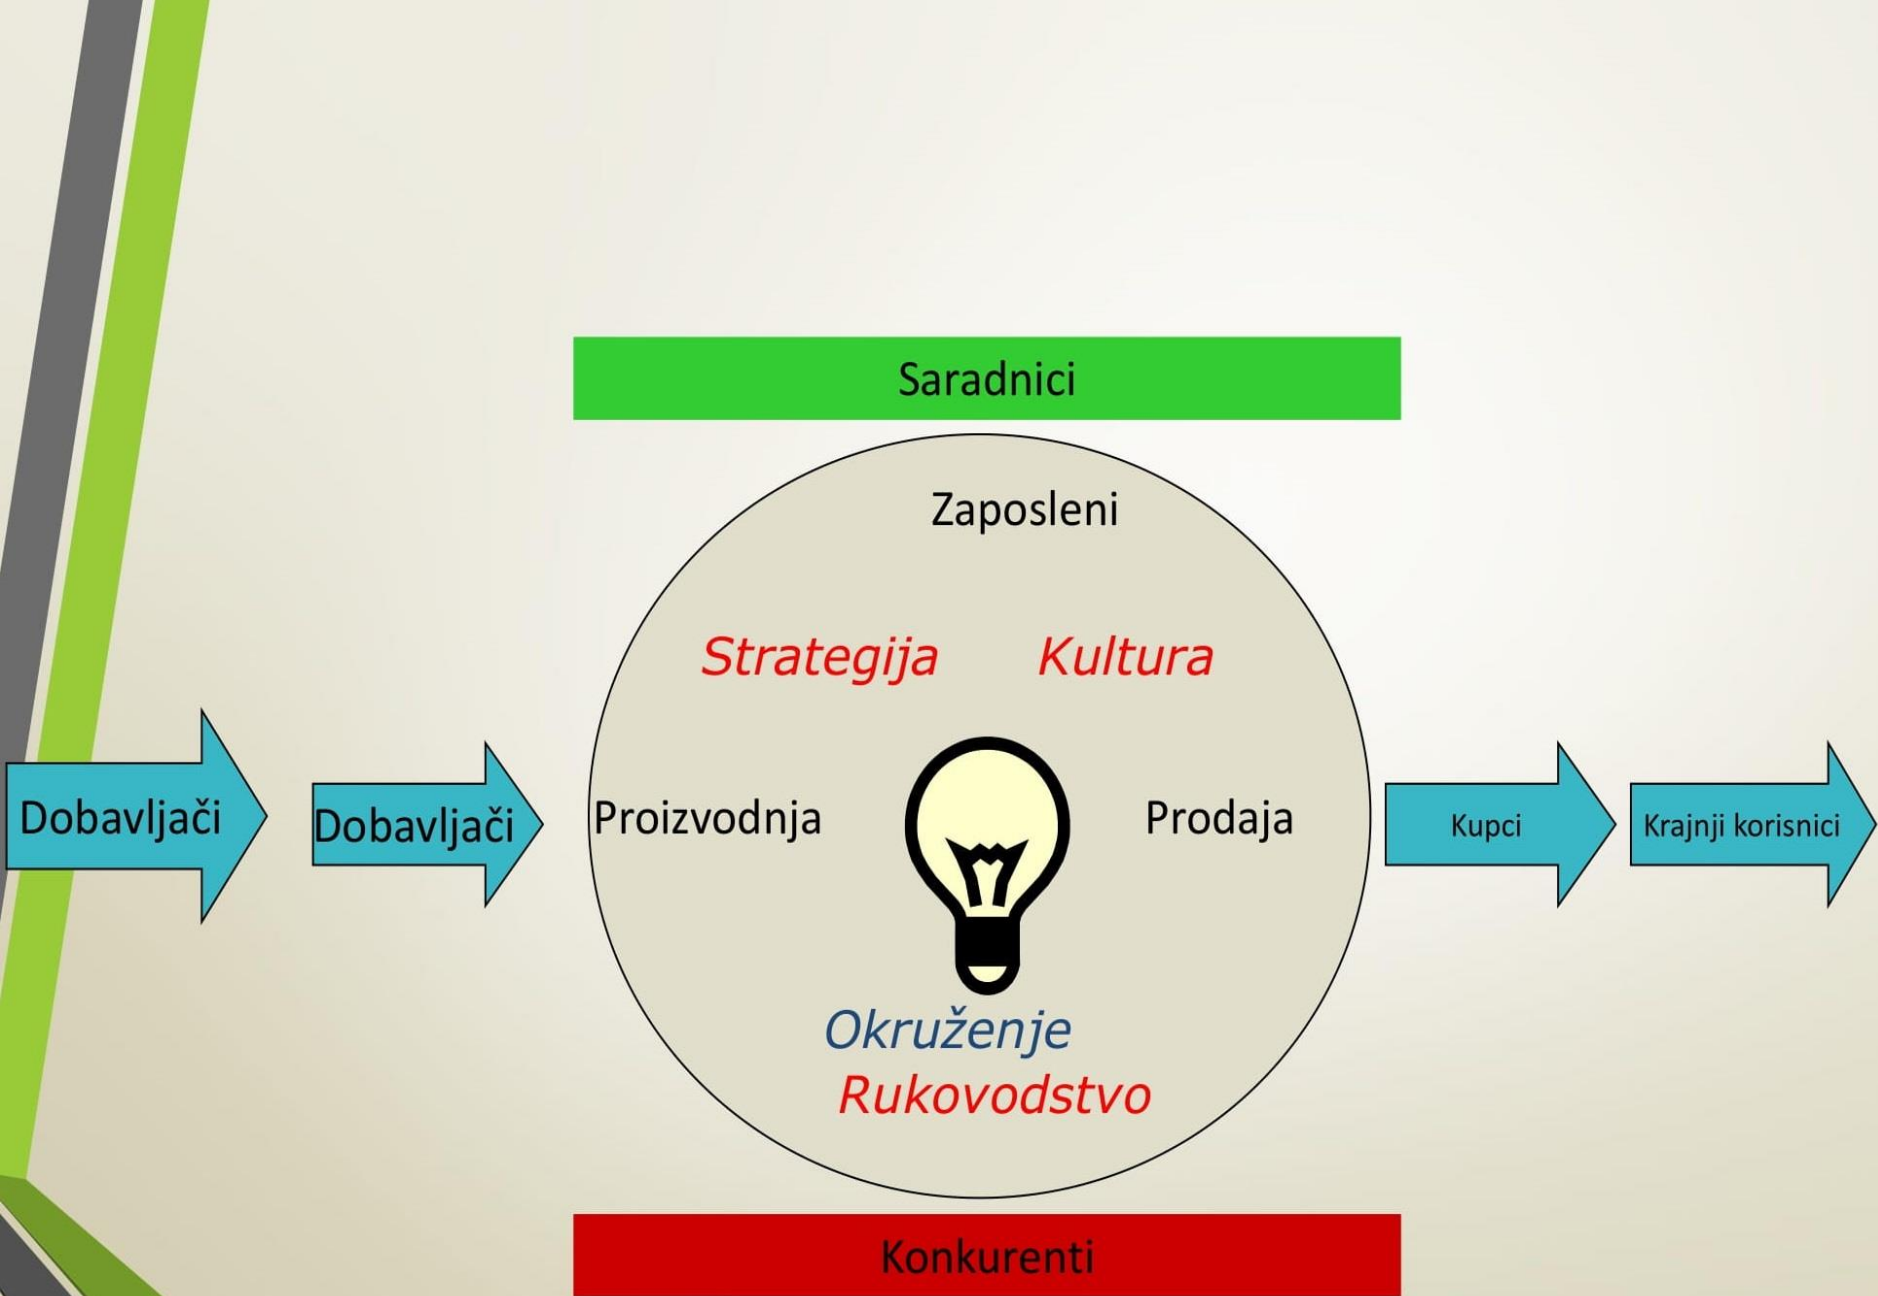 Saradnici
Zaposleni
Strategija Kultura
Dobavljači Dobavljači Proizvodnja Prodaja Kupci Krajnji korisnici
Okruženje
Rukovodstvo
Konkurenti